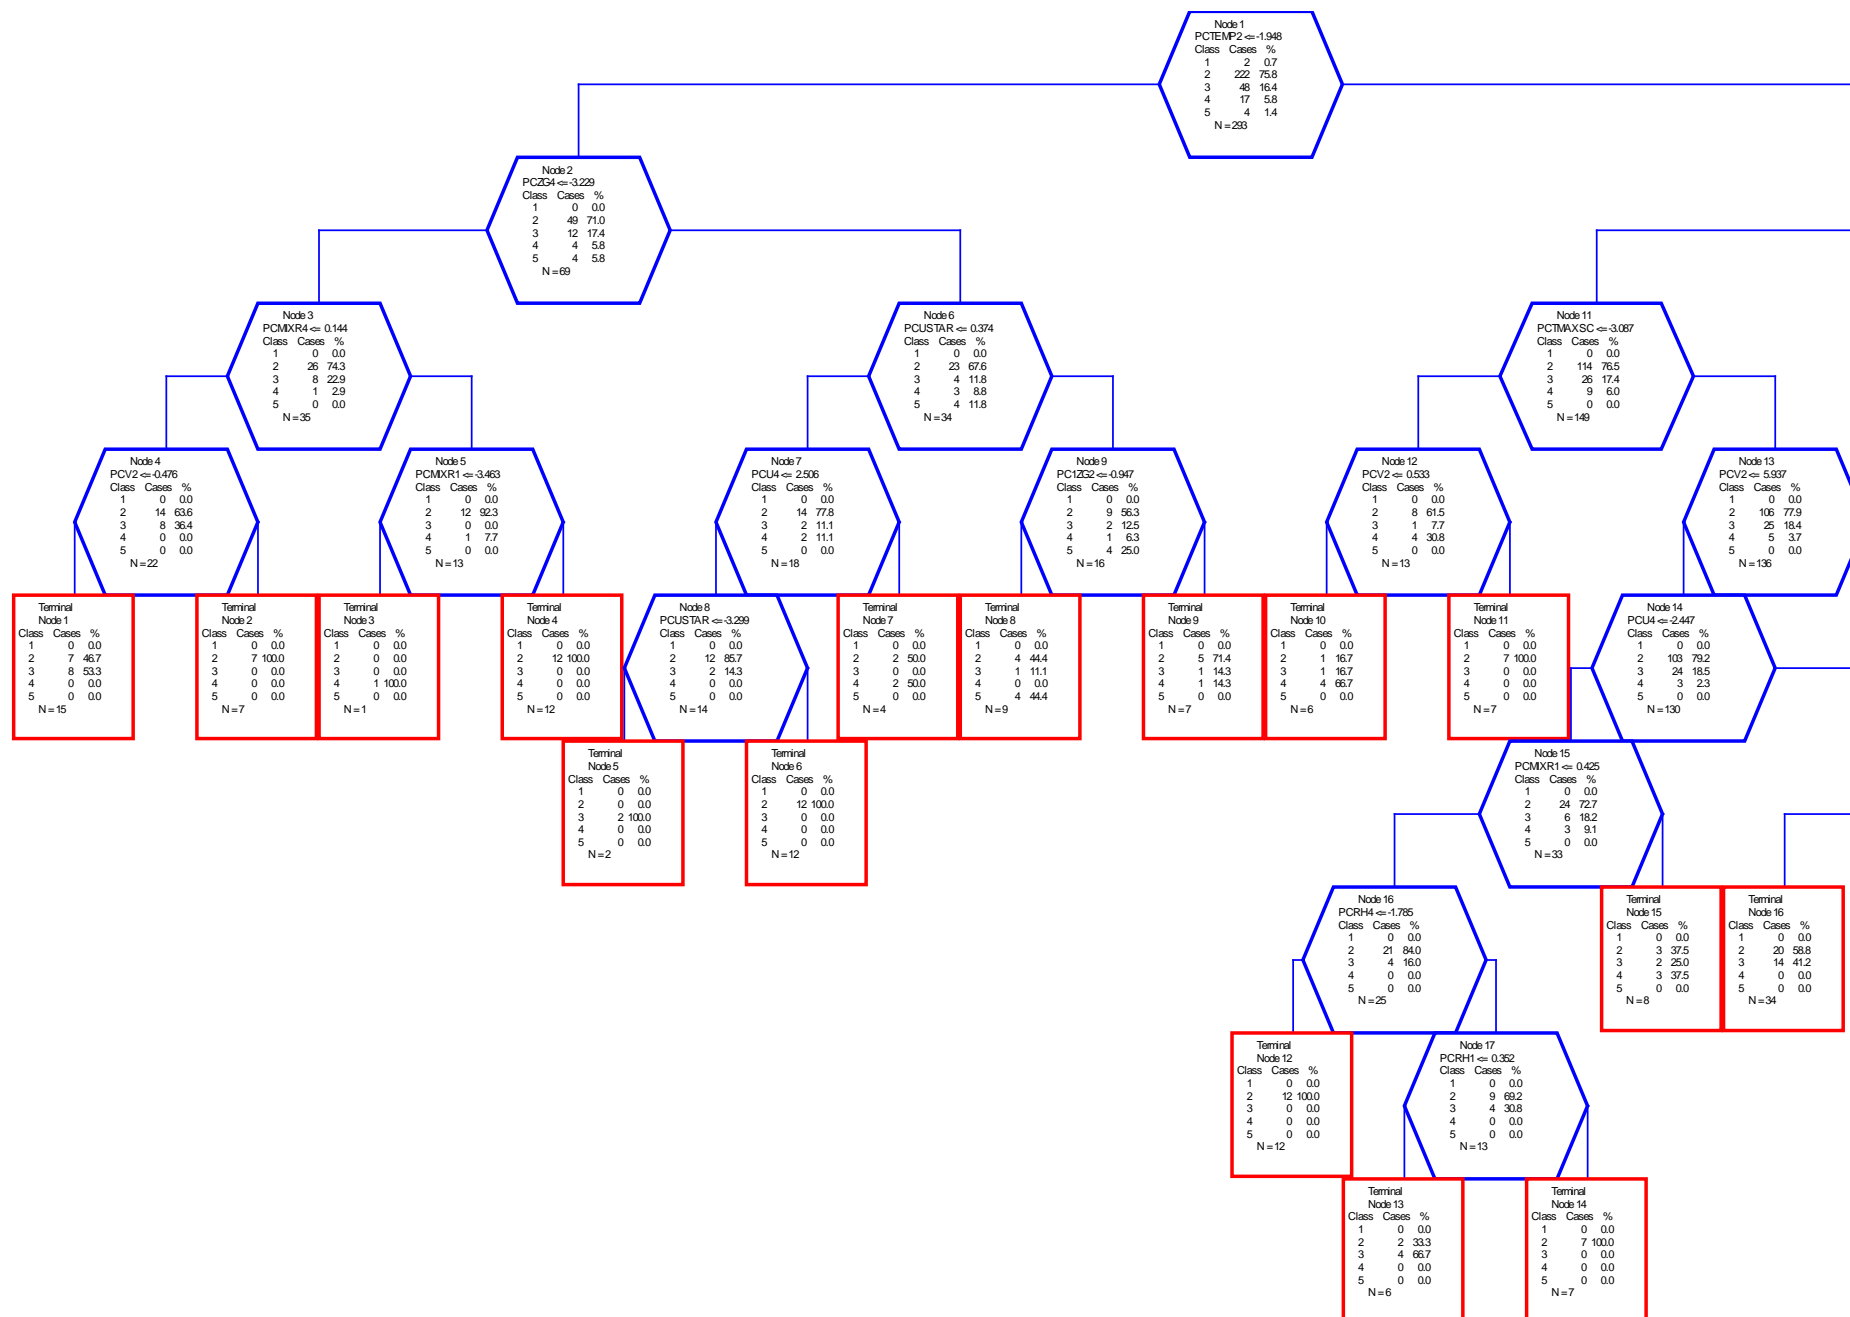 Node 1
PCTEMP2 <= -1.948
Class Cases %
1 2 0.7
2 222 75.8
3 48 16.4
4 17 5.8
5 4 1.4
N = 293
Node 2
PCZG4 <= -3.229
Class Cases %
1 0 0.0
2 49 71.0
3 12 17.4
4 4 5.8
5 4 5.8
N = 69
Node 3
PCMIXR4 <= 0.144
Class Cases %
1 0 0.0
2 26 74.3
3 8 22.9
4 1 2.9
5 0 0.0
N = 35
Node 6
PCUSTAR <= 0.374
Class Cases %
1 0 0.0
2 23 67.6
3 4 11.8
4 3 8.8
5 4 11.8
N = 34
Node 11
PCTMAXSC <= -3.087
Class Cases %
1 0 0.0
2 114 76.5
3 26 17.4
4 9 6.0
5 0 0.0
N = 149
Node 4
PCV2 <= -0.476
Class Cases %
1 0 0.0
2 14 63.6
3 8 36.4
4 0 0.0
5 0 0.0
N = 22
Node 5
PCMIXR1 <= -3.463
Class Cases %
1 0 0.0
2 12 92.3
3 0 0.0
4 1 7.7
5 0 0.0
N = 13
Node 7
PCU4 <= 2.506
Class Cases %
1 0 0.0
2 14 77.8
3 2 11.1
4 2 11.1
5 0 0.0
N = 18
Node 9
PC1ZG2 <= -0.947
Class Cases %
1 0 0.0
2 9 56.3
3 2 12.5
4 1 6.3
5 4 25.0
N = 16
Node 12
PCV2 <= 0.533
Class Cases %
1 0 0.0
2 8 61.5
3 1 7.7
4 4 30.8
5 0 0.0
N = 13
Node 13
PCV2 <= 5.937
Class Cases %
1 0 0.0
2 106 77.9
3 25 18.4
4 5 3.7
5 0 0.0
N = 136
Terminal
Node 1
Class Cases %
1 0 0.0
2 7 46.7
3 8 53.3
4 0 0.0
5 0 0.0
N = 15
Terminal
Node 2
Class Cases %
1 0 0.0
2 7 100.0
3 0 0.0
4 0 0.0
5 0 0.0
N = 7
Terminal
Node 3
Class Cases %
1 0 0.0
2 0 0.0
3 0 0.0
4 1 100.0
5 0 0.0
N = 1
Terminal
Node 4
Class Cases %
1 0 0.0
2 12 100.0
3 0 0.0
4 0 0.0
5 0 0.0
N = 12
Node 8
PCUSTAR <= -3.299
Class Cases %
1 0 0.0
2 12 85.7
3 2 14.3
4 0 0.0
5 0 0.0
N = 14
Terminal
Node 7
Class Cases %
1 0 0.0
2 2 50.0
3 0 0.0
4 2 50.0
5 0 0.0
N = 4
Terminal
Node 8
Class Cases %
1 0 0.0
2 4 44.4
3 1 11.1
4 0 0.0
5 4 44.4
N = 9
Terminal
Node 9
Class Cases %
1 0 0.0
2 5 71.4
3 1 14.3
4 1 14.3
5 0 0.0
N = 7
Terminal
Node 10
Class Cases %
1 0 0.0
2 1 16.7
3 1 16.7
4 4 66.7
5 0 0.0
N = 6
Terminal
Node 11
Class Cases %
1 0 0.0
2 7 100.0
3 0 0.0
4 0 0.0
5 0 0.0
N = 7
Node 14
PCU4 <= -2.447
Class Cases %
1 0 0.0
2 103 79.2
3 24 18.5
4 3 2.3
5 0 0.0
N = 130
Terminal
Node 5
Class Cases %
1 0 0.0
2 0 0.0
3 2 100.0
4 0 0.0
5 0 0.0
N = 2
Terminal
Node 6
Class Cases %
1 0 0.0
2 12 100.0
3 0 0.0
4 0 0.0
5 0 0.0
N = 12
Node 15
PCMIXR1 <= 0.425
Class Cases %
1 0 0.0
2 24 72.7
3 6 18.2
4 3 9.1
5 0 0.0
N = 33
Node 16
PCRH4 <= -1.785
Class Cases %
1 0 0.0
2 21 84.0
3 4 16.0
4 0 0.0
5 0 0.0
N = 25
Terminal
Node 15
Class Cases %
1 0 0.0
2 3 37.5
3 2 25.0
4 3 37.5
5 0 0.0
N = 8
Terminal
Node 16
Class Cases %
1 0 0.0
2 20 58.8
3 14 41.2
4 0 0.0
5 0 0.0
N = 34
Terminal
Node 12
Class Cases %
1 0 0.0
2 12 100.0
3 0 0.0
4 0 0.0
5 0 0.0
N = 12
Node 17
PCRH1 <= 0.352
Class Cases %
1 0 0.0
2 9 69.2
3 4 30.8
4 0 0.0
5 0 0.0
N = 13
Terminal
Node 13
Class Cases %
1 0 0.0
2 2 33.3
3 4 66.7
4 0 0.0
5 0 0.0
N = 6
Terminal
Node 14
Class Cases %
1 0 0.0
2 7 100.0
3 0 0.0
4 0 0.0
5 0 0.0
N = 7